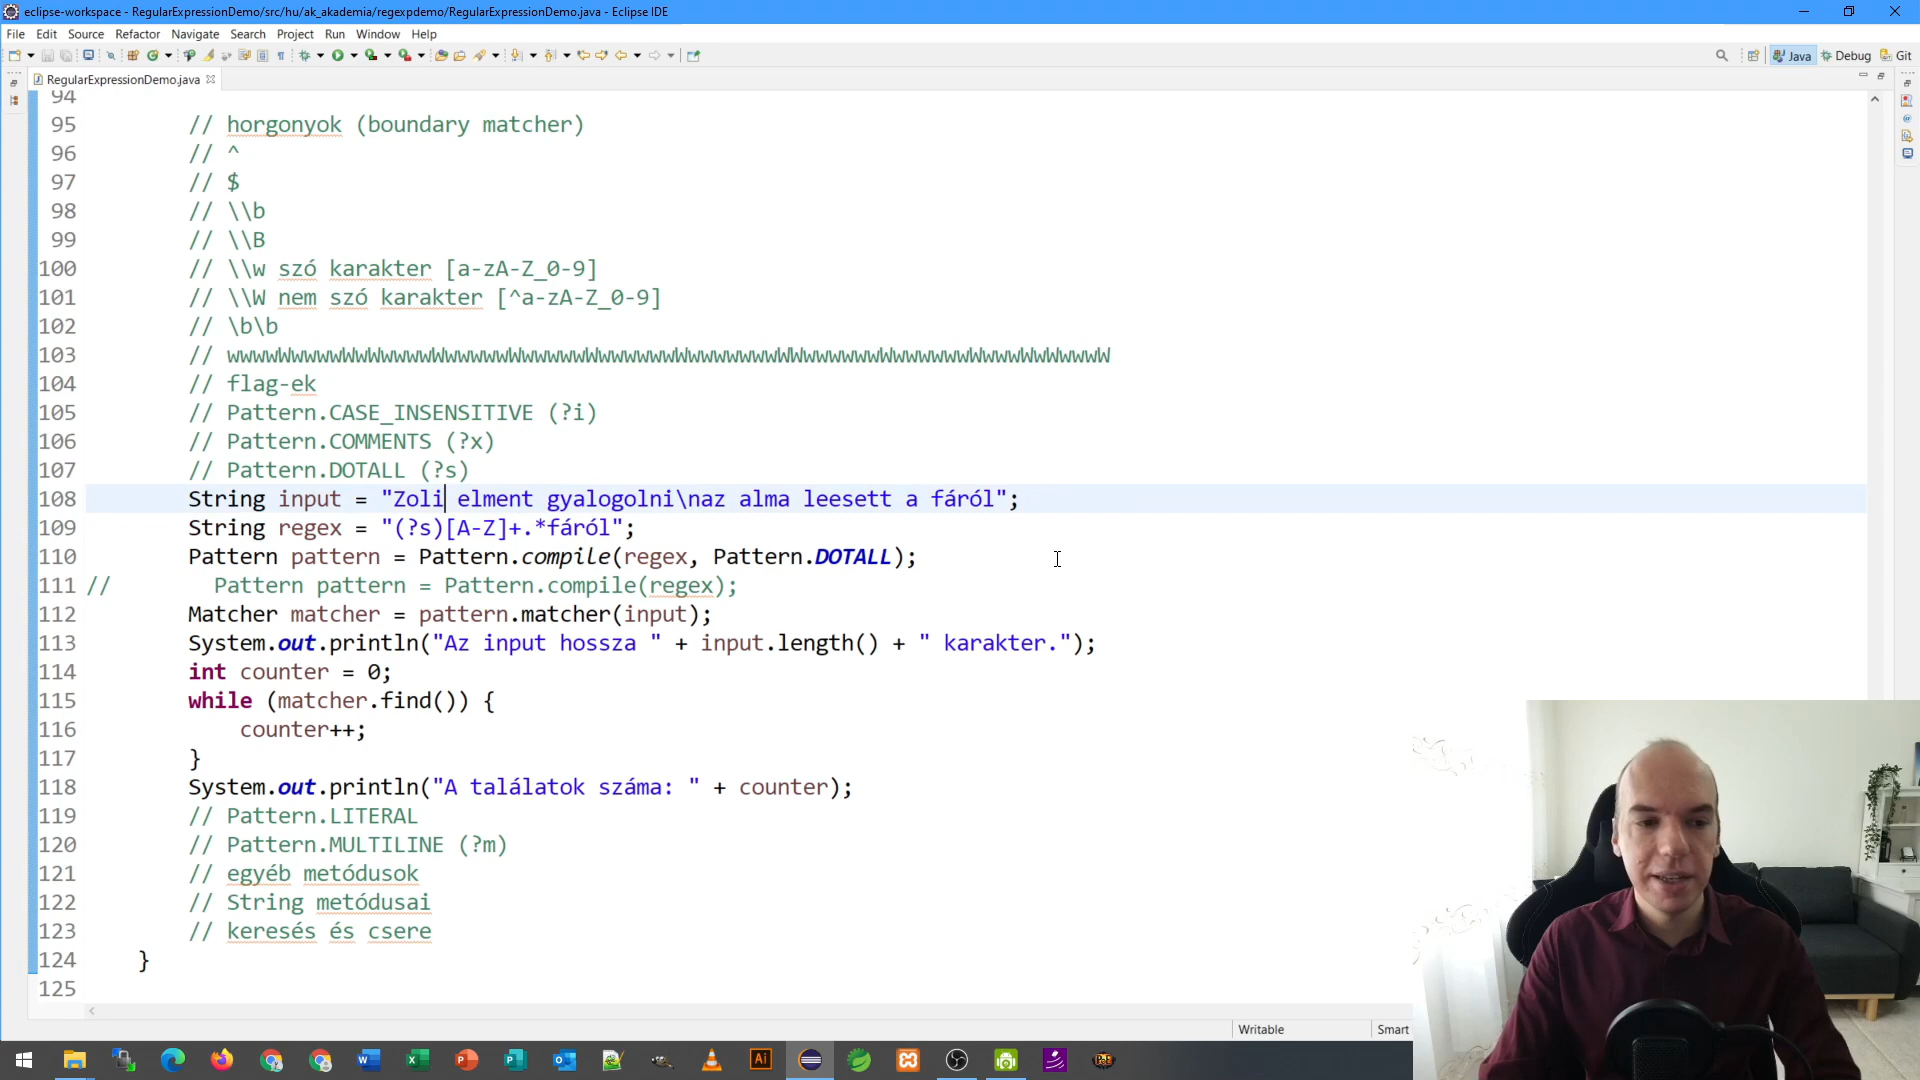 eclipse-workspace - RegularExpressionDemo/src/hu/ak_akademia/regexpdemo/RegularExpressionDemo.java - Eclipse IDE
File Edit Source Refactor Navigate Search Project Run Window Help
Java Debug Git
RegularExpressionDemo.java
94
95 // horgonyok (boundary matcher)
96 // ^
97 // $
98 // \\b
99 // \\B
100 // \\w szó karakter [a-zA-Z_0-9]
101 // \\W nem szó karakter [^a-zA-Z_0-9]
102 // \b\b
103 //
104 // flag-ek
105 // Pattern.CASE_INSENSITIVE (?i)
106 // Pattern.COMMENTS (?x)
107 // Pattern.DOTALL (?s)
108 String input = "Zoli elment gyalogolni\naz alma leesett a fáról";
109 String regex = "(?s)[A-Z]+.*fáról";
110 Pattern pattern = Pattern.compile(regex, Pattern.DOTALL);
111 // Pattern pattern = Pattern.compile(regex);
112 Matcher matcher = pattern.matcher(input);
113 System.out.println("Az input hossza " + input.length() + " karakter.");
114 int counter = 0;
115 while (matcher.find()) {
116 counter++;
117 }
118 System.out.println("A találatok száma: " + counter);
119 // Pattern.LITERAL
120 // Pattern.MULTILINE (?m)
121 // egyéb metódusok
122 // String metódusai
123 // keresés és csere
124 }
125
Writable Smart